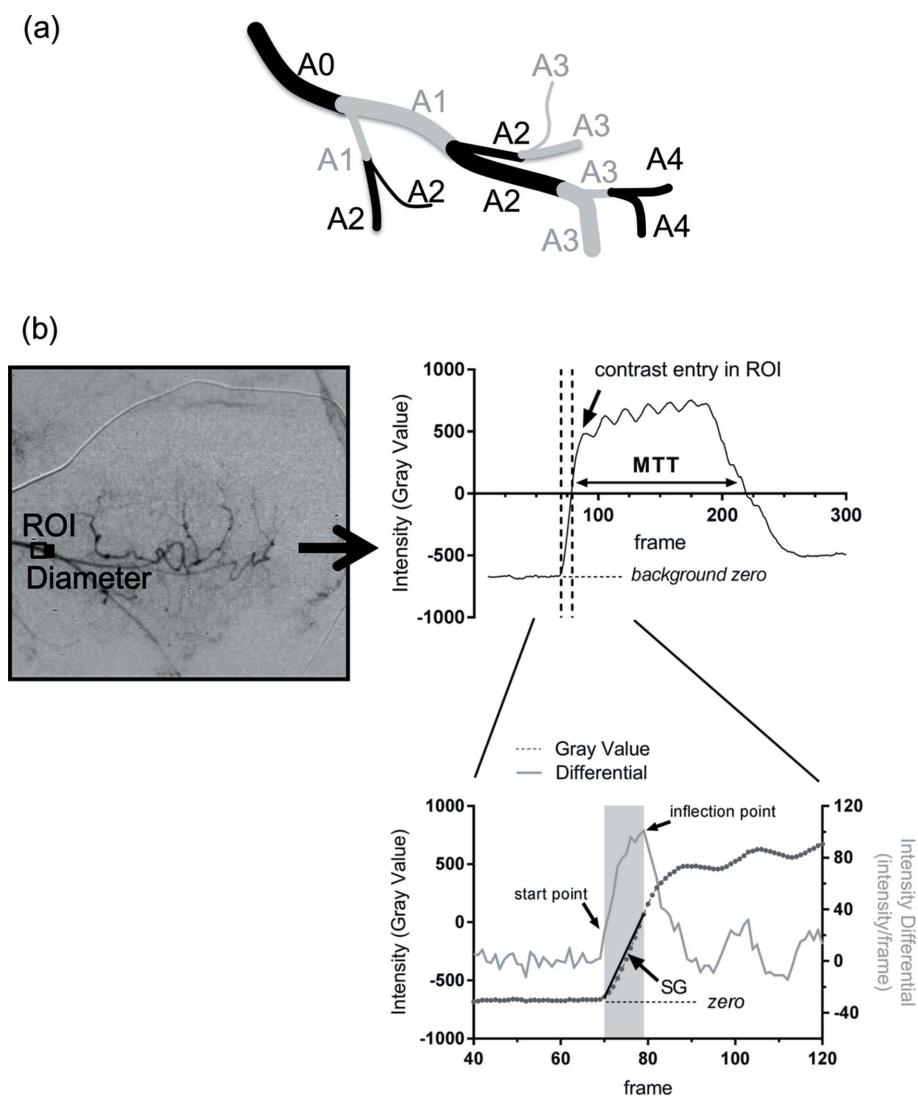 (a)
A0
A1
A3
A2
A3
A1
A3
A4
A2
A2
A2
A4
A3
(b)
ROI
Diameter
1000
500
0
-500
-1000
Intensity (Gray Value)
contrast entry in ROI
MTT
100
200
300
frame
background zero
Gray Value
Differential
1000
500
0
-500
-1000
Intensity (Gray Value)
start point
inflection point
SG
zero
120
80
40
0
-40
Intensity Differential
(intensity/frame)
40
60
80
100
120
frame